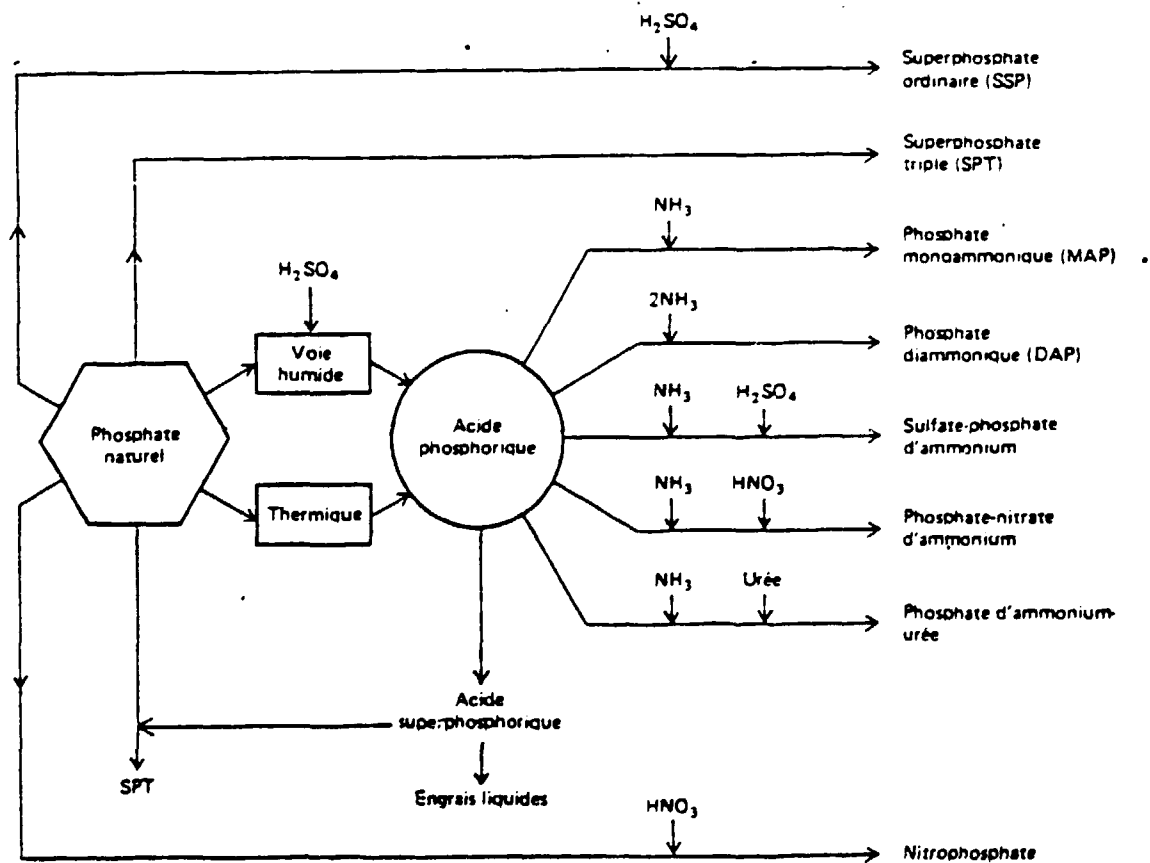 H₂SO₄
Superphosphate
ordinaire (SSP)
Superphosphate
triple (SPT)
NH₃
Phosphate
monoammonique (MAP)
H₂SO₄
2NH₃
Voie
humide
Phosphate
diammonique (DAP)
NH₃
H₂SO₄
Phosphate
naturel
Acide
phosphorique
Sulfate-phosphate
d'ammonium
NH₃
HNO₃
Thermique
Phosphate-nitrate
d'ammonium
NH₃
Urée
Phosphate d'ammonium-
urée
Acide
superphosphorique
SPT
Engrais liquides
HNO₃
Nitrophosphate